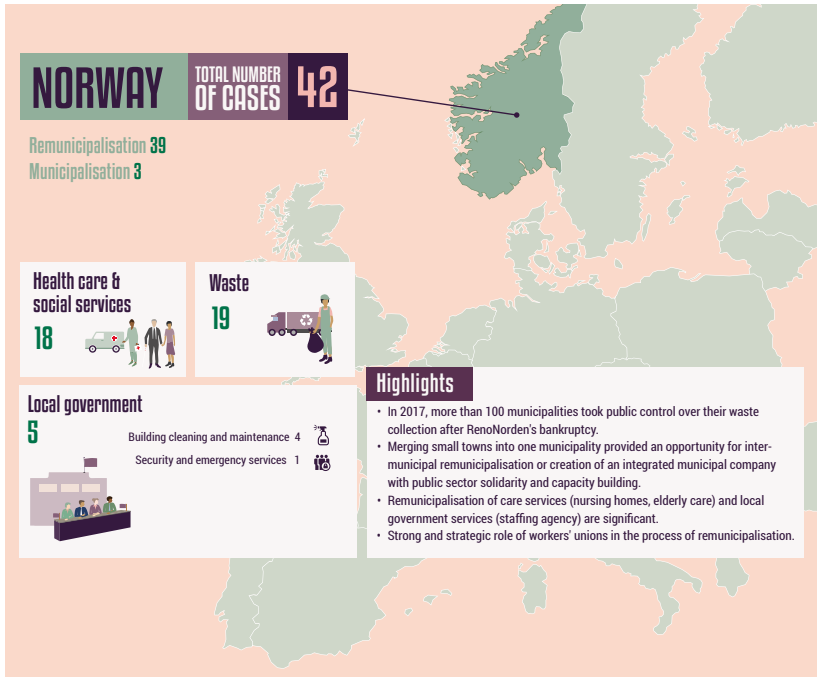 NORWAY
TOTAL NUMBER
OF CASES
42
Remunicipalisation 39
Municipalisation 3
Health care &
social services
18
Waste
19
Local government
5
Building cleaning and maintenance 4
Security and emergency services 1
Highlights
• In 2017, more than 100 municipalities took public control over their waste
collection after RenoNorden's bankruptcy.
• Merging small towns into one municipality provided an opportunity for inter-
municipal remunicipalisation or creation of an integrated municipal company
with public sector solidarity and capacity building.
• Remunicipalisation of care services (nursing homes, elderly care) and local
government services (staffing agency) are significant.
• Strong and strategic role of workers' unions in the process of remunicipalisation.